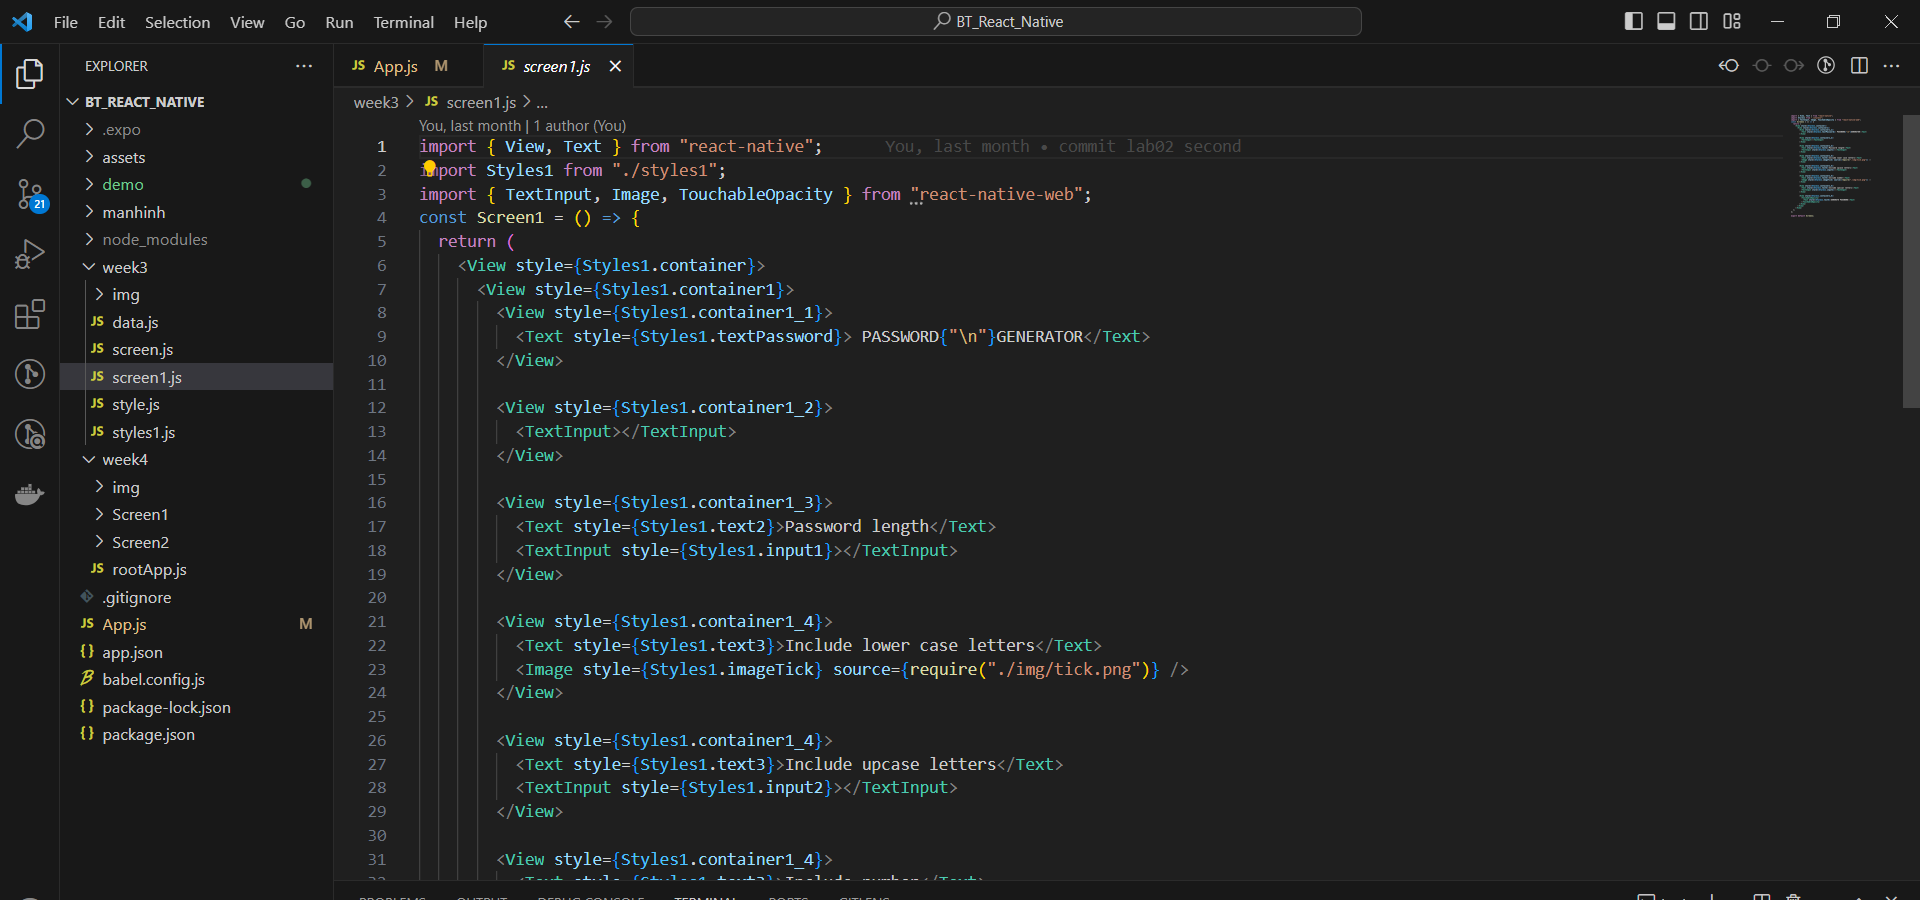 File Edit Selection View Go Run Terminal Help
BT_React_Native
EXPLORER
BT_REACT_NATIVE
.expo
assets
demo
manhinh
node_modules
week3
img
data.js
screen.js
screen1.js
style.js
styles1.js
week4
img
Screen1
Screen2
rootApp.js
.gitignore
App.js M
app.json
babel.config.js
package-lock.json
package.json
21
JS App.js M
JS screen1.js
week3 > JS screen1.js > ...
You, last month | 1 author (You)
1 import { View, Text } from "react-native"; You, last month • commit lab02 second
2 import Styles1 from "./styles1";
3 import { TextInput, Image, TouchableOpacity } from "react-native-web";
4 const Screen1 = () => {
5 return (
6 <View style={Styles1.container}>
7 <View style={Styles1.container1}>
8 <View style={Styles1.container1_1}>
9 <Text style={Styles1.textPassword}> PASSWORD{"\n"}GENERATOR</Text>
10 </View>
11
12 <View style={Styles1.container1_2}>
13 <TextInput></TextInput>
14 </View>
15
16 <View style={Styles1.container1_3}>
17 <Text style={Styles1.text2}>Password length</Text>
18 <TextInput style={Styles1.input1}></TextInput>
19 </View>
20
21 <View style={Styles1.container1_4}>
22 <Text style={Styles1.text3}>Include lower case letters</Text>
23 <Image style={Styles1.imageTick} source={require("./img/tick.png")} />
24 </View>
25
26 <View style={Styles1.container1_4}>
27 <Text style={Styles1.text3}>Include upcase letters</Text>
28 <TextInput style={Styles1.input2}></TextInput>
29 </View>
30
31 <View style={Styles1.container1_4}>
32 <Text style={Styles1.text3}>Include number</Text>
PROBLEMS OUTPUT DEBUG CONSOLE TERMINAL PORTS GITLENS